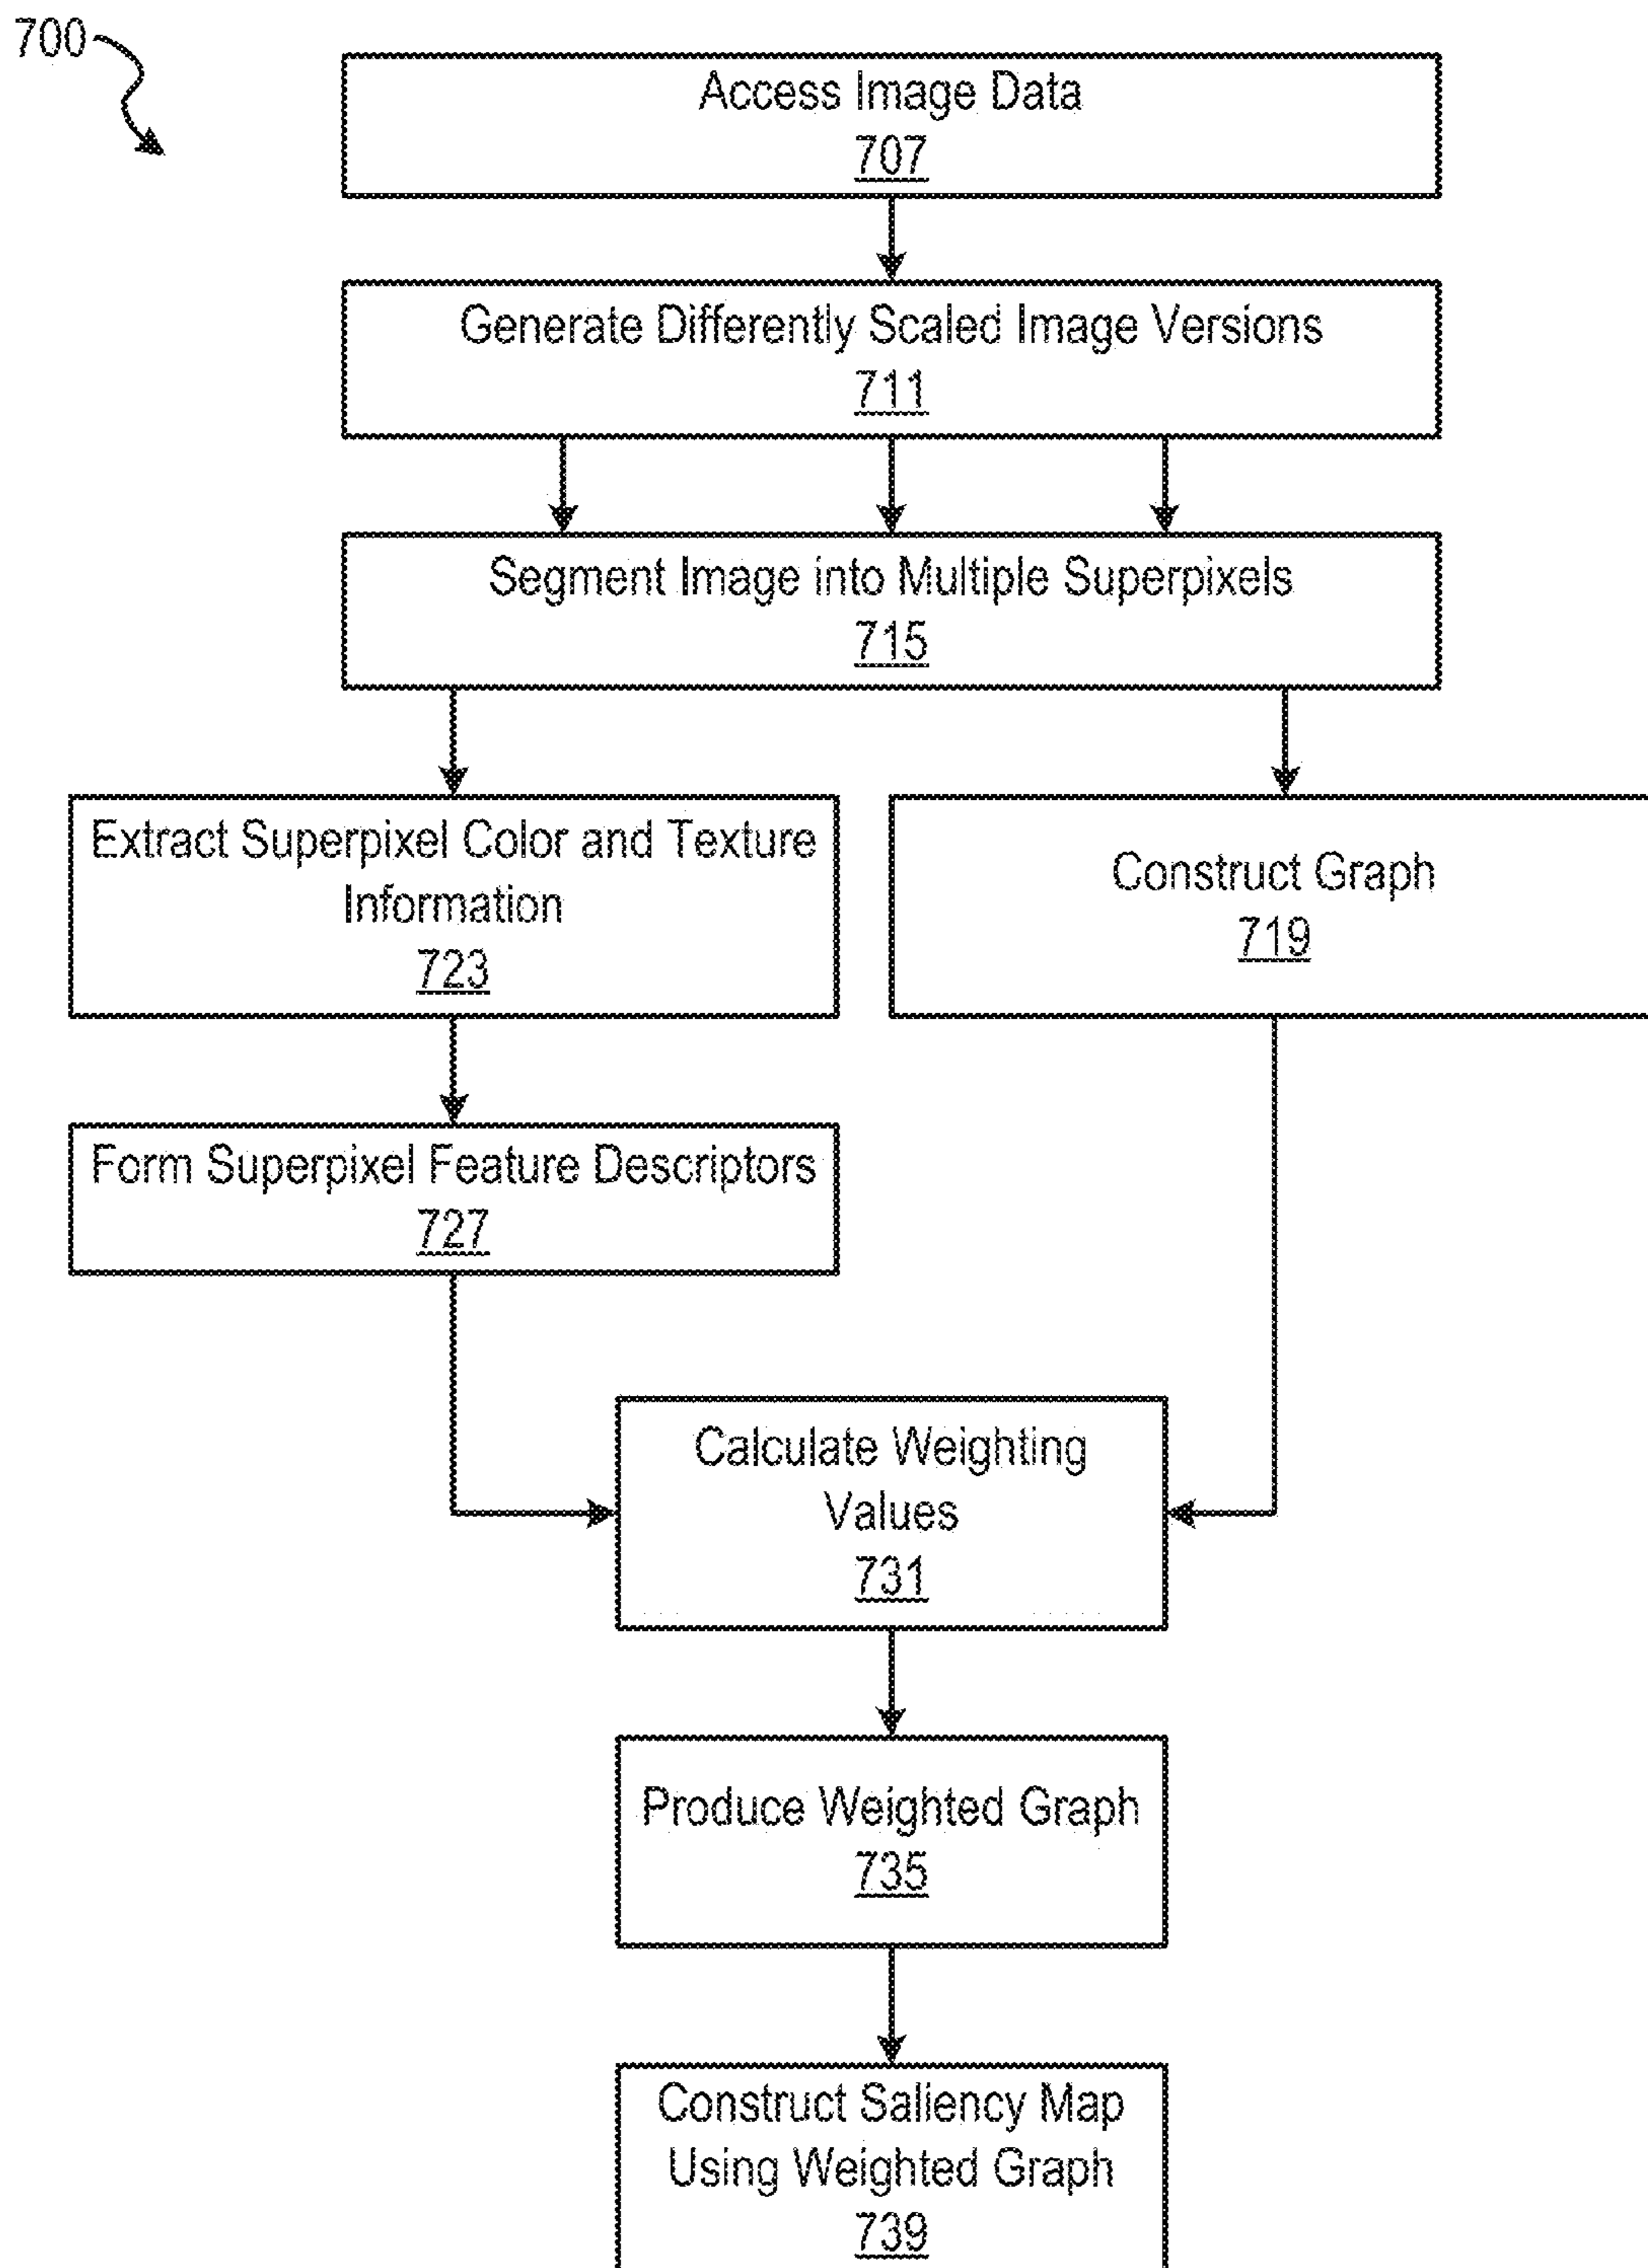 700
Access Image Data
707
Generate Differently Scaled Image Versions
711
Segment Image into Multiple Superpixels
715
Extract Superpixel Color and Texture
Information
723
Construct Graph
719
Form Superpixel Feature Descriptors
727
Calculate Weighting
Values
731
Produce Weighted Graph
735
Construct Saliency Map
Using Weighted Graph
739